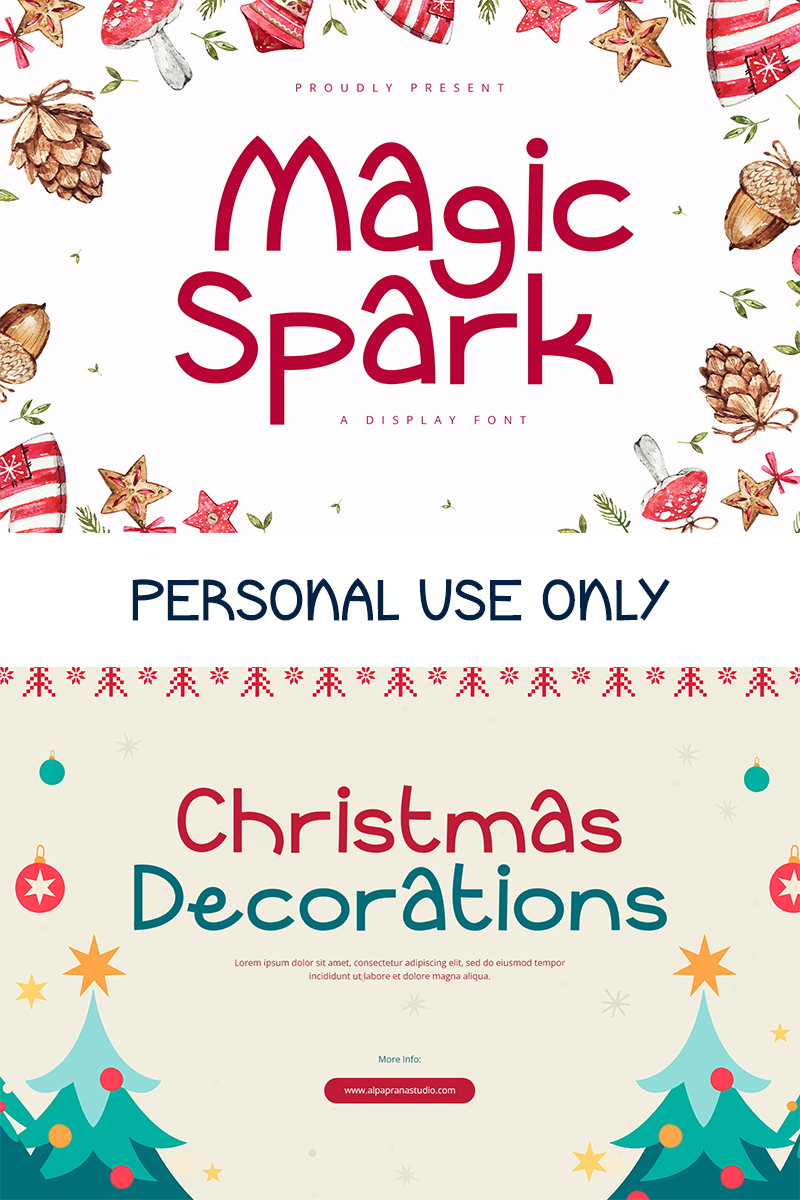 PROUDLY PRESENT
Magic
Spark
A DISPLAY FONT
PERSONAL USE ONLY
Christmas
Decorations
Lorem ipsum dolor sit amet, consectetur adipiscing elit, sed do eiusmod tempor
incididunt ut labore et dolore magna aliqua.
More Info:
www.alpapranastudio.com